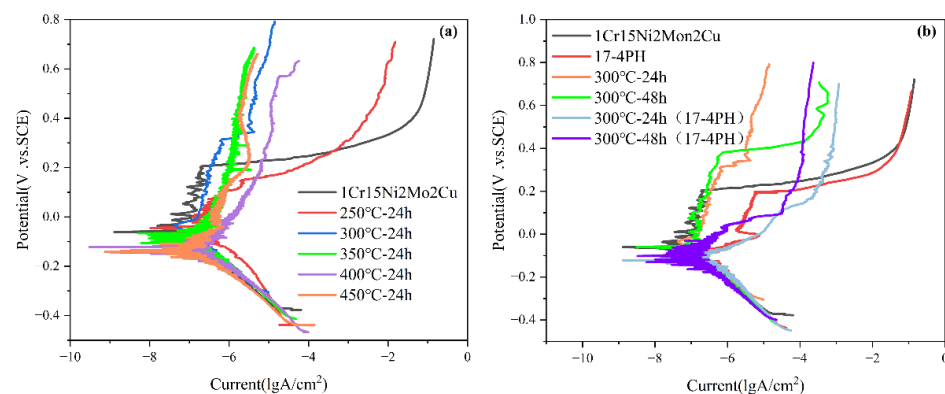 (a)
0.8
0.6
0.4
0.2
0.0
0.2
−0.4
Potential(V vs.SCE)
1Cr15Ni2Mo2Cu
250℃-24h
300℃-24h
350℃-24h
400℃-24h
450℃-24h
−10
−8
−6
−4
−2
0
Current(lgA/cm²)
(b)
1.0
0.8
0.6
0.4
0.2
0.0
−0.2
−0.4
−0.6
−0.8
Potential(V vs.SCE)
1Cr15Ni2Mon2Cu
17-4PH
300℃-24h
300℃-48h
300℃-24h（17-4PH）
300℃-48h（17-4PH）
−10
−8
−6
−4
−2
0
Current(lgA/cm²)